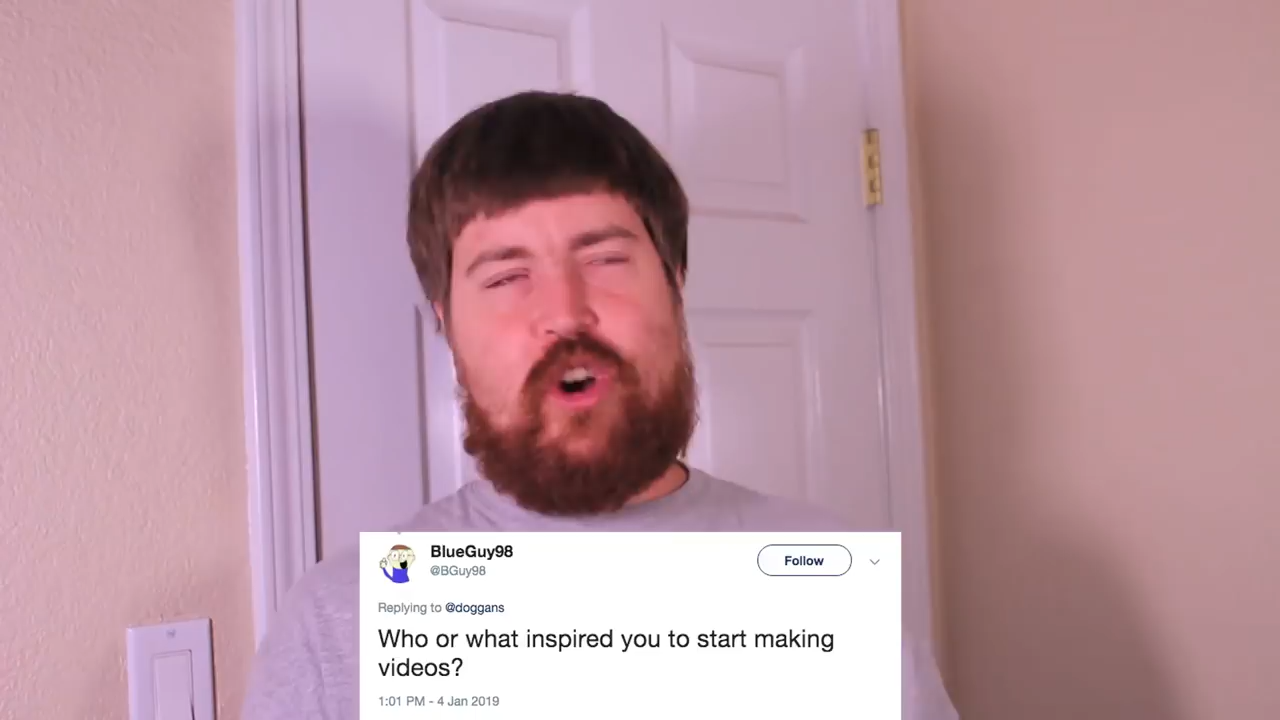 BlueGuy98
@BGuy98
Follow
Replying to @doggans
Who or what inspired you to start making
videos?
1:01 PM - 4 Jan 2019